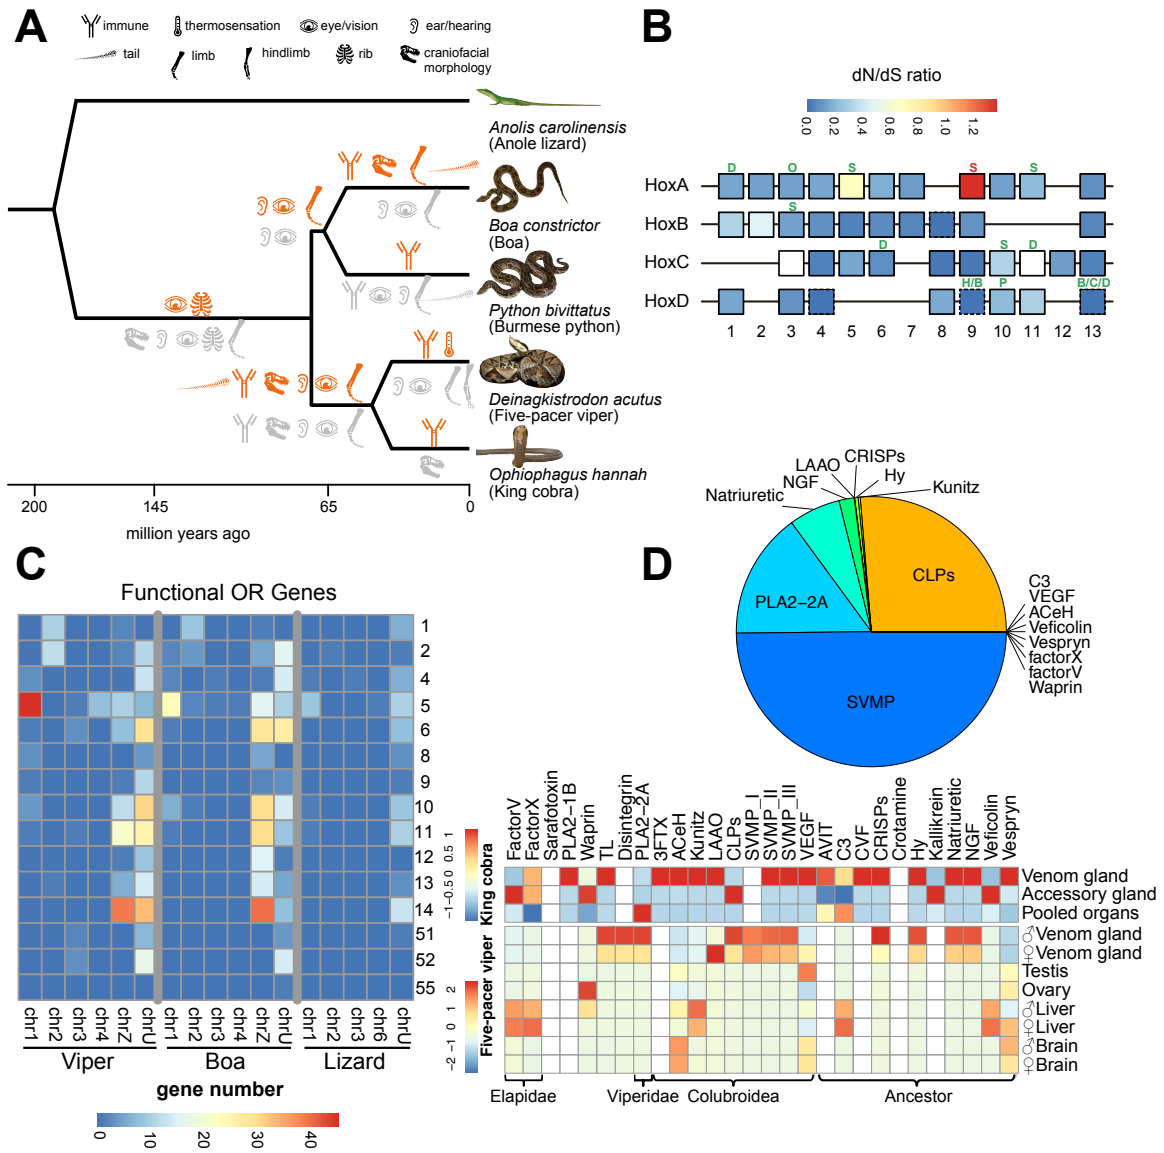 A
immune
thermosensation
eye/vision
ear/hearing
tail
limb
hindlimb
rib
craniofacial
morphology
Anolis carolinensis
(Anole lizard)
Boa constrictor
(Boa)
Python bivittatus
(Burmese python)
Deinagkistrodon acutus
(Five-pacer viper)
Ophiophagus hannah
(King cobra)
200 145 65 0
million years ago
B
dN/dS ratio
0.0 0.2 0.4 0.6 0.8 1.0 1.2
D O S S S
HoxA
S
HoxB
D S D
HoxC
H/B P B/C/D
HoxD
1 2 3 4 5 6 7 8 9 10 11 12 13
C
Functional OR Genes
1
2
4
5
6
8
9
10
11
12
13
14
51
52
55
chr1 chr2 chr3 chr4 chrZ chrU chr1 chr2 chr3 chr4 chrZ chrU chr1 chr2 chr3 chr6 chrU
Viper Boa Lizard
gene number
0 10 20 30 40
D
CRISPs
LAAO
Hy
NGF
Kunitz
Natriuretic
CLPs
PLA2-2A
SVMP
C3
VEGF
ACeH
Veficolin
Vespryn
factorX
factorV
Waprin
FactorV FactorX Sarafotoxin PLA2-1B Waprin TL Disintegrin PLA2-2A 3FTX ACeH Kunitz LAAO CLPs SVMP_I SVMP_II SVMP_III VEGF AVIT C3 CVF CRISPs Crotamine Hy Kallikrein Natriuretic NGF Veficolin Vespryn
King cobra
-1 -0.5 0 0.5 1
Venom gland
Accessory gland
Pooled organs
Five-pacer viper
-2 -1 0 1 2
♂Venom gland
♀Venom gland
Testis
Ovary
♂Liver
♀Liver
♂Brain
♀Brain
Elapidae Viperidae Colubroidea Ancestor